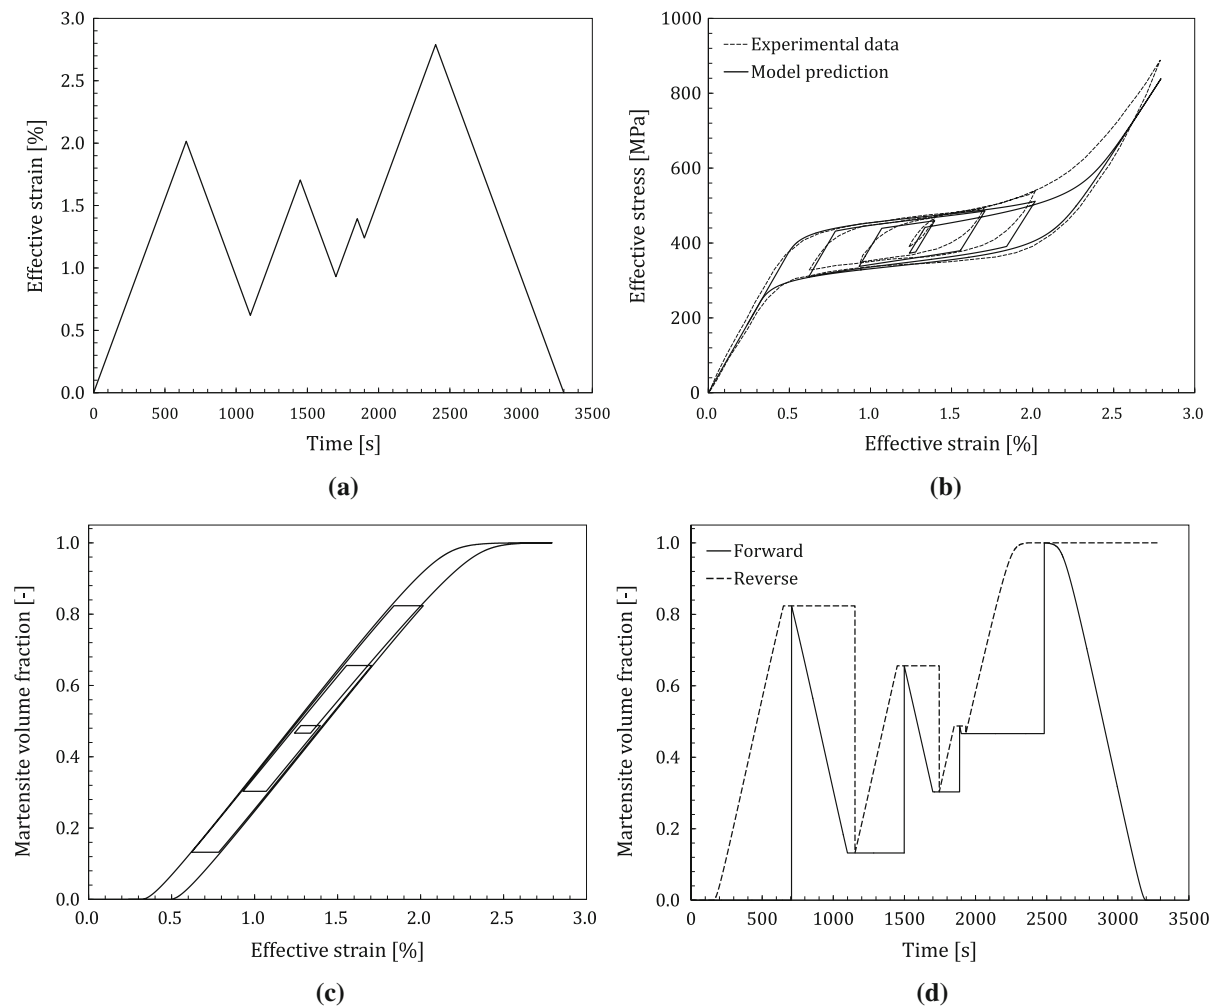 3.0
2.5
2.0
1.5
1.0
0.5
0.0
Effective strain [%]
0 500 1000 1500 2000 2500 3000 3500
Time [s]
(a)
1000
800
600
400
200
0
Effective stress [MPa]
Experimental data
Model prediction
0.0 0.5 1.0 1.5 2.0 2.5 3.0
Effective strain [%]
(b)
1.0
0.8
0.6
0.4
0.2
0.0
Martensite volume fraction [-]
0.0 0.5 1.0 1.5 2.0 2.5 3.0
Effective strain [%]
(c)
1.0
0.8
0.6
0.4
0.2
0.0
Martensite volume fraction [-]
Forward
Reverse
0 500 1000 1500 2000 2500 3000 3500
Time [s]
(d)